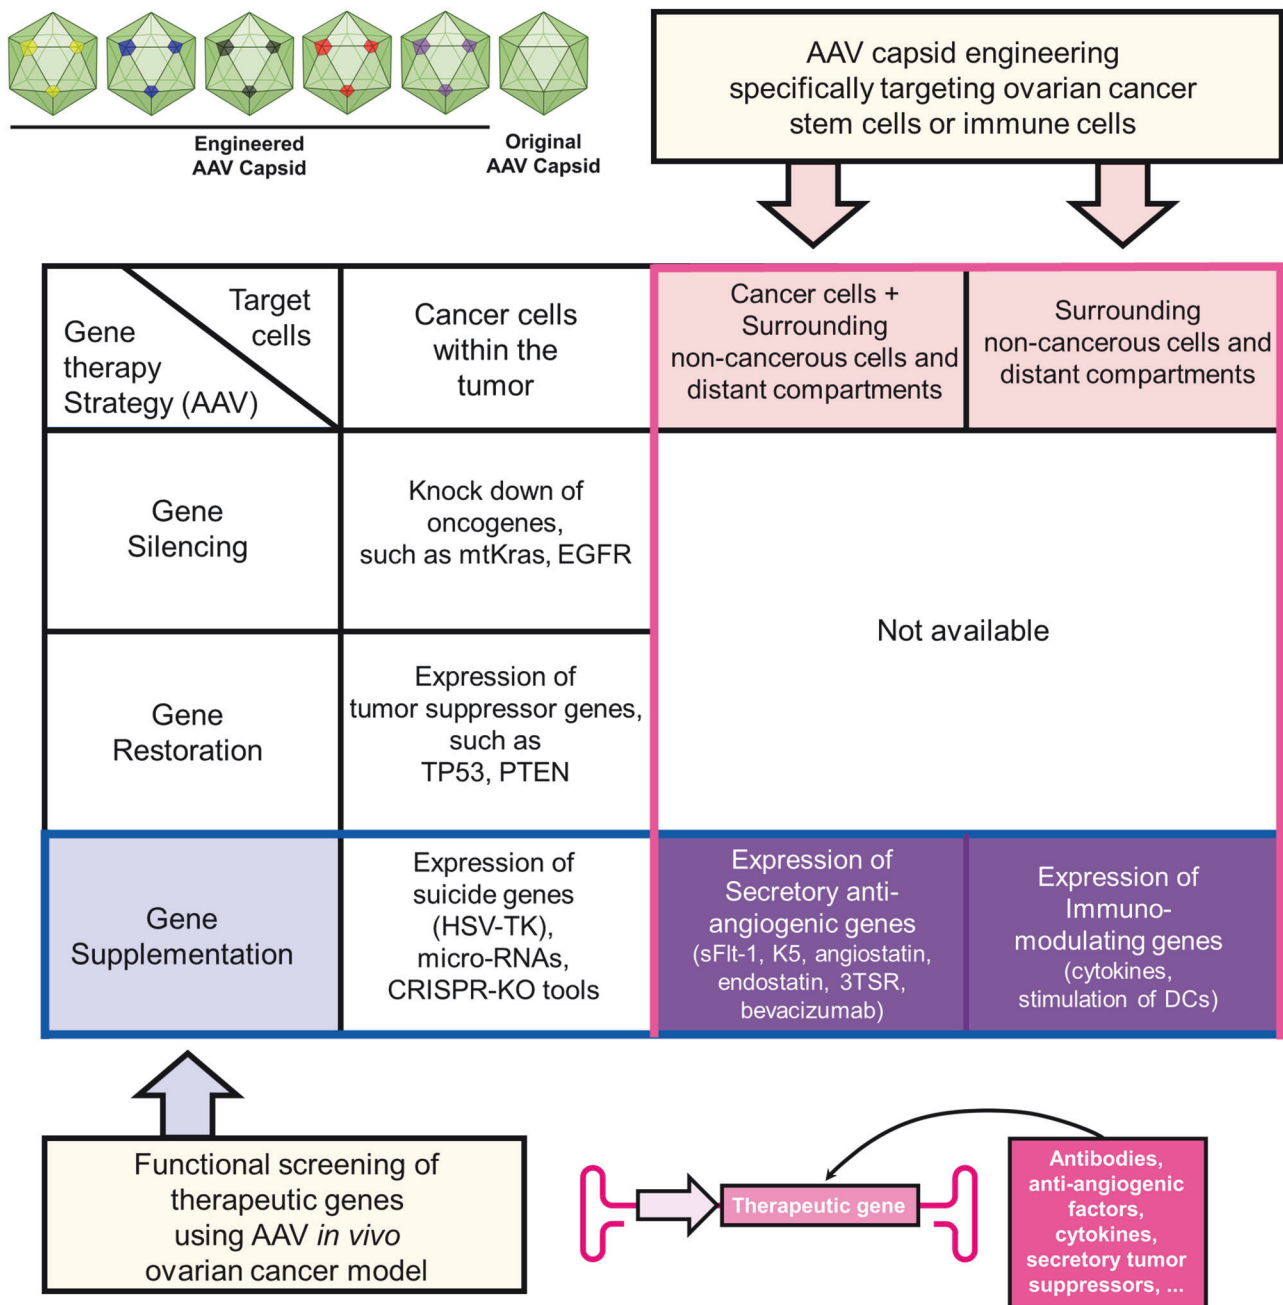 Engineered
AAV Capsid
Original
AAV Capsid
AAV capsid engineering
specifically targeting ovarian cancer
stem cells or immune cells
Target
cells
Gene
therapy
Strategy (AAV)
Cancer cells
within the
tumor
Cancer cells +
Surrounding
non-cancerous cells and
distant compartments
Surrounding
non-cancerous cells and
distant compartments
Gene
Silencing
Knock down of
oncogenes,
such as mtKras, EGFR
Not available
Gene
Restoration
Expression of
tumor suppressor genes,
such as
TP53, PTEN
Gene
Supplementation
Expression of
suicide genes
(HSV-TK),
micro-RNAs,
CRISPR-KO tools
Expression of
Secretory anti-
angiogenic genes
(sFlt-1, K5, angiostatin,
endostatin, 3TSR,
bevacizumab)
Expression of
Immuno-
modulating genes
(cytokines,
stimulation of DCs)
Functional screening of
therapeutic genes
using AAV in vivo
ovarian cancer model
Therapeutic gene
Antibodies,
anti-angiogenic
factors,
cytokines,
secretory tumor
suppressors, ...